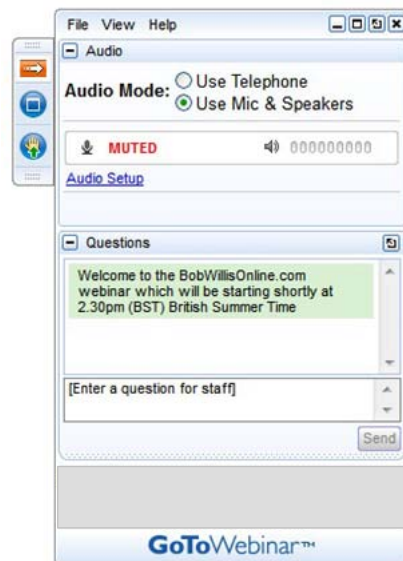 File View Help
Audio
Audio Mode: Use Telephone
Use Mic & Speakers
MUTED 000000000
Audio Setup
Questions
Welcome to the BobWillisOnline.com
webinar which will be starting shortly at
2.30pm (BST) British Summer Time
[Enter a question for staff]
Send
GoToWebinar™